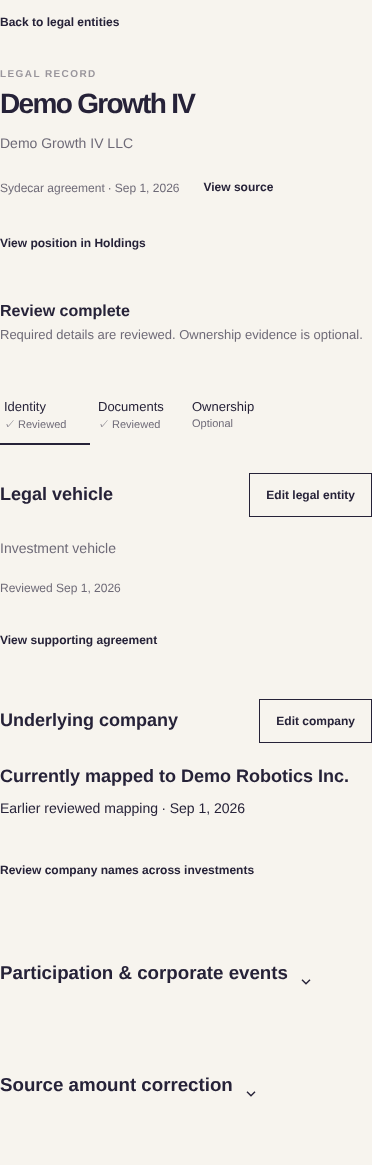 Back to legal entities
LEGAL RECORD
Demo Growth IV
Demo Growth IV LLC
Sydecar agreement · Sep 1, 2026 View source
View position in Holdings
Review complete
Required details are reviewed. Ownership evidence is optional.
Identity Documents Ownership
✓ Reviewed ✓ Reviewed Optional
Legal vehicle Edit legal entity
Investment vehicle
Reviewed Sep 1, 2026
View supporting agreement
Underlying company Edit company
Currently mapped to Demo Robotics Inc.
Earlier reviewed mapping · Sep 1, 2026
Review company names across investments
Participation & corporate events
Source amount correction